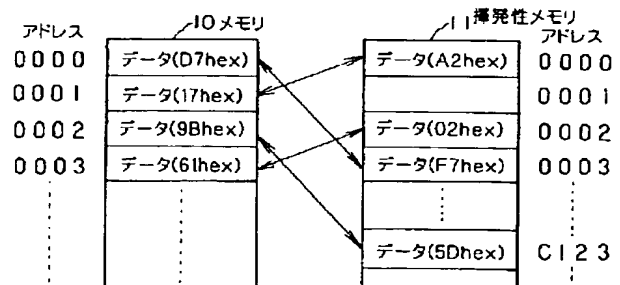 10メモリ
11揮発性メモリ
アドレス
アドレス
0000 データ(D7hex) データ(A2hex) 0000
0001 データ(17hex) 0001
0002 データ(9Bhex) データ(02hex) 0002
0003 データ(61hex) データ(F7hex) 0003
データ(5Dhex) C123